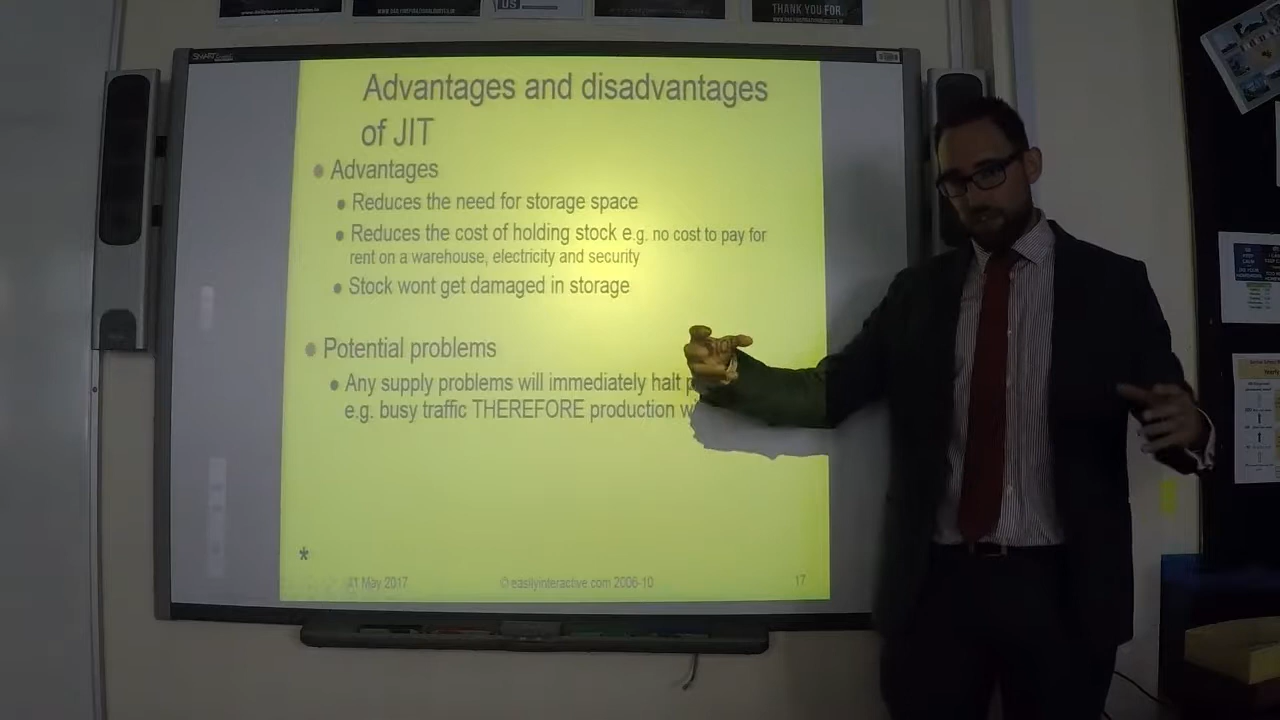 US
THANK YOU FOR
SMART
Advantages and disadvantages
of JIT
Advantages
Reduces the need for storage space
Reduces the cost of holding stock e.g. no cost to pay for
rent on a warehouse, electricity and security
Stock wont get damaged in storage
Potential problems
Any supply problems will immediately halt p
e.g. busy traffic THEREFORE production w
*
May 2017
© easilyinteractive.com 2006-10
17